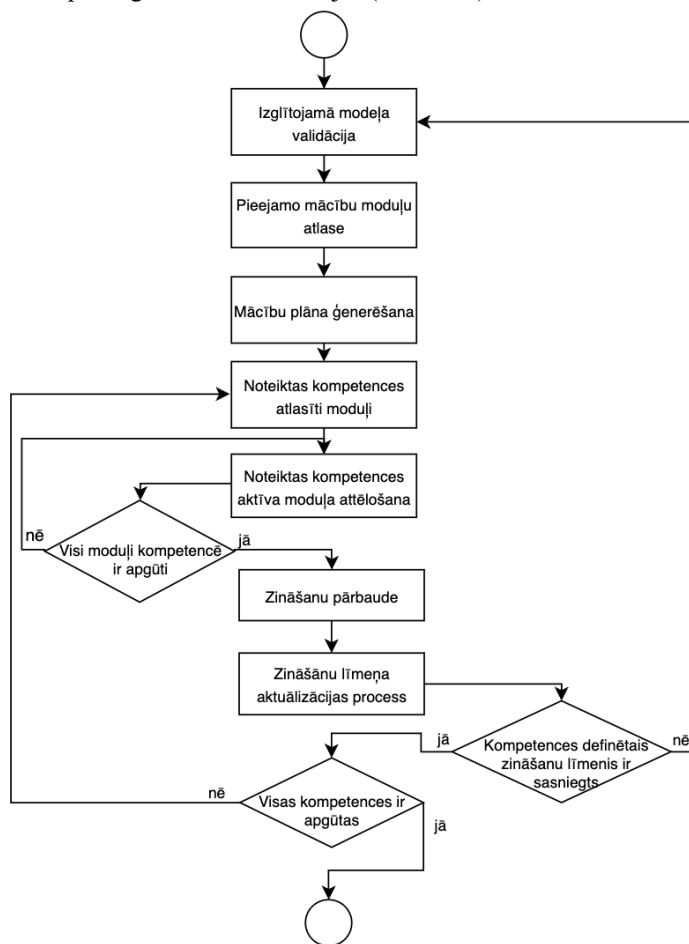 Izglītojamā modeļa
validācija
Pieejamo mācību moduļu
atlase
Mācību plāna ģenerēšana
Noteiktas kompetences
atlasīti moduļi
Noteiktas kompetences
aktīva moduļa attēlošana
nē
Visi moduļi kompetencē
ir apgūti
jā
Zināšanu pārbaude
Zināšānu līmeņa
aktuālizācijas process
jā
Kompetences definētais
zināšanu līmenis ir
sasniegts
nē
nē
Visas kompetences ir
apgūtas
jā